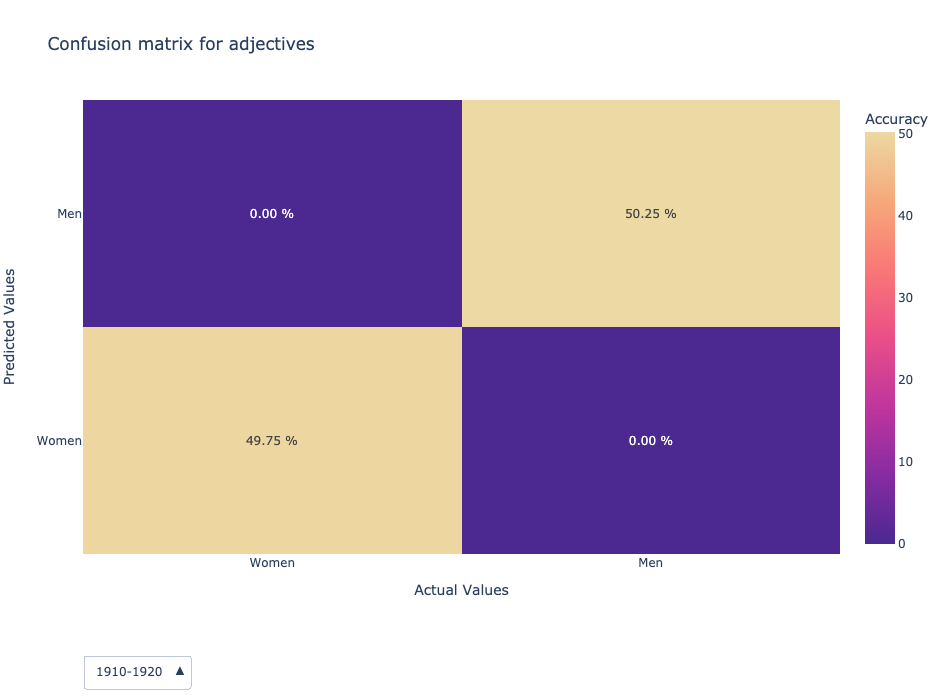 Confusion matrix for adjectives
Accuracy
50
40
30
20
10
0
Predicted Values
Men
0.00 %
50.25 %
Women
49.75 %
0.00 %
Women
Men
Actual Values
1910-1920 ▲